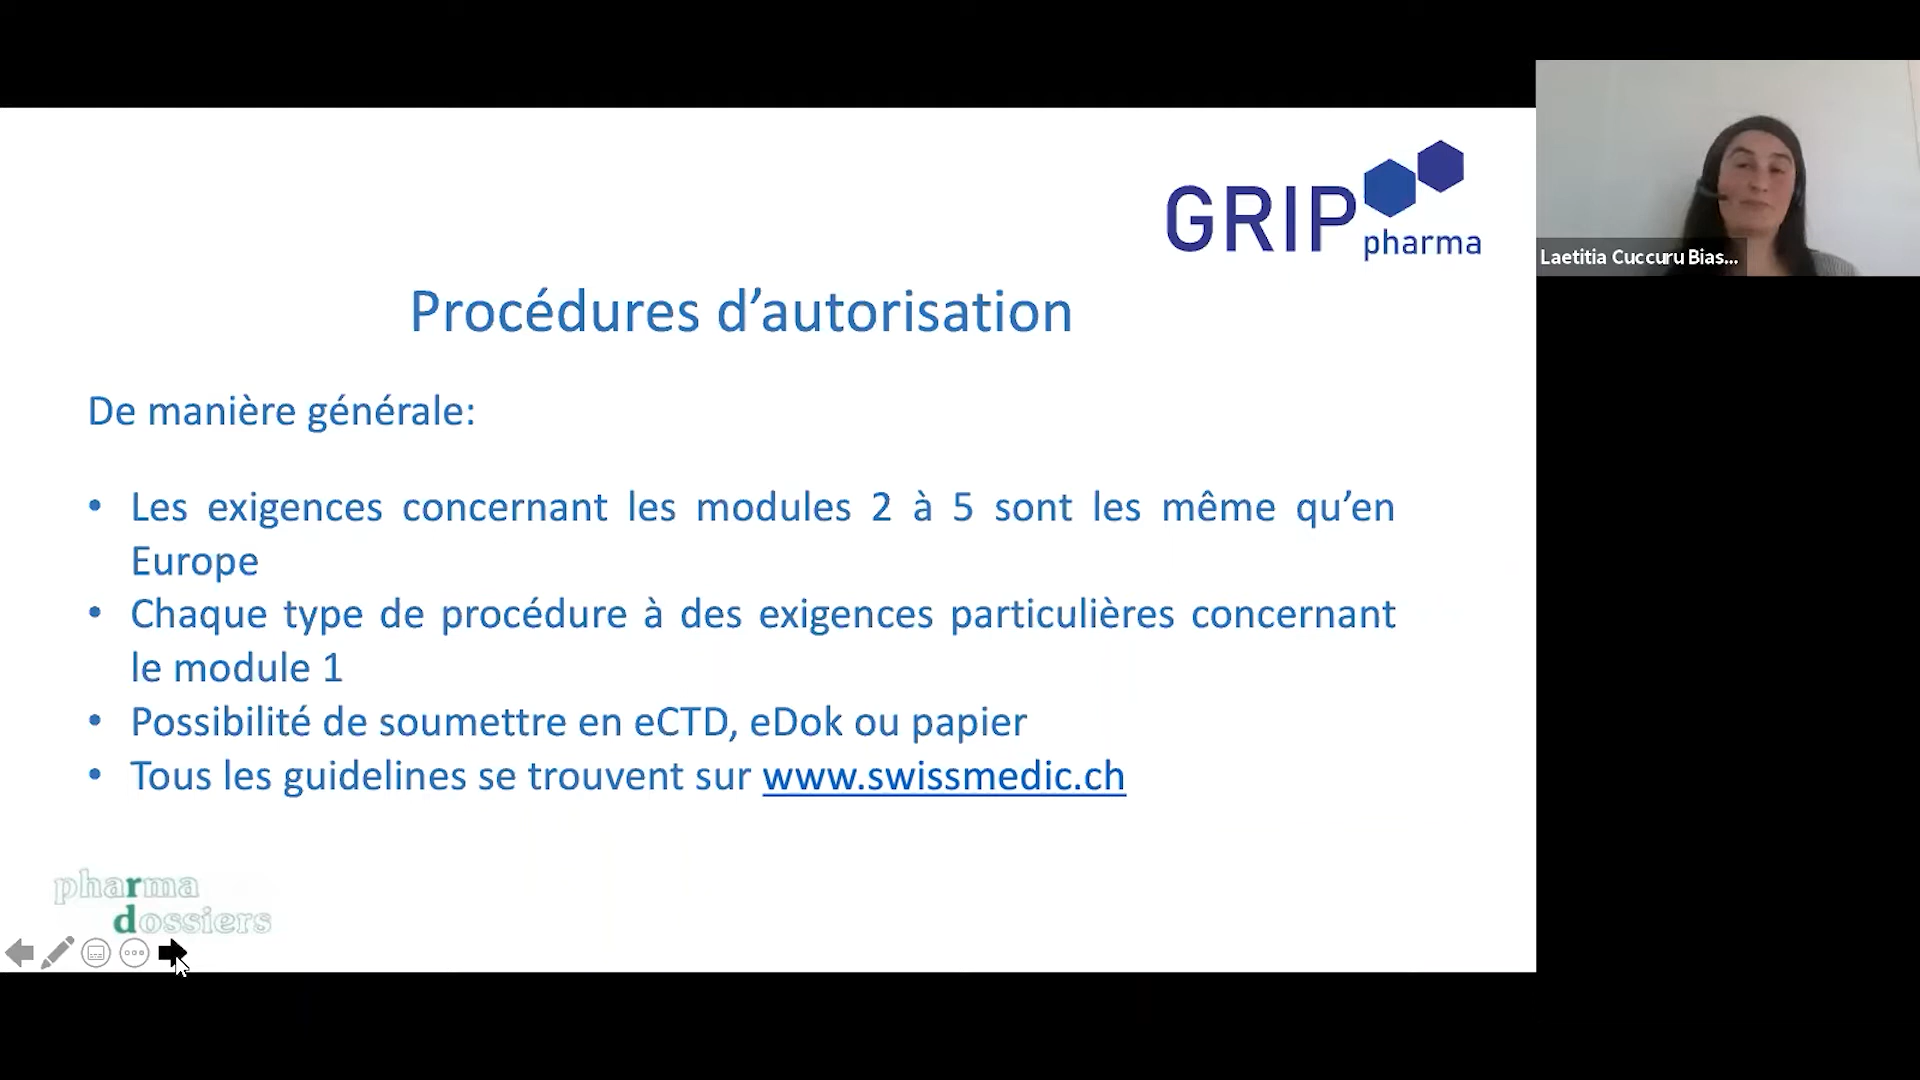 GRIP
pharma
Laetitia Cuccuru Bias...
Procédures d’autorisation
De manière générale:
• Les exigences concernant les modules 2 à 5 sont les même qu’en
Europe
• Chaque type de procédure à des exigences particulières concernant
le module 1
• Possibilité de soumettre en eCTD, eDok ou papier
• Tous les guidelines se trouvent sur www.swissmedic.ch
pharma
dossiers